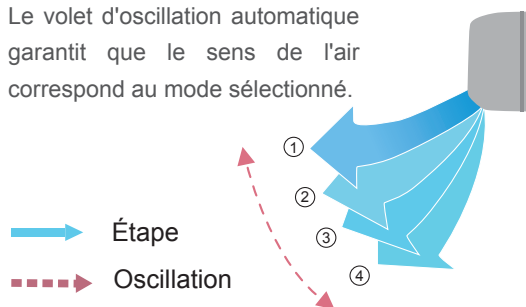 Le volet d'oscillation automatique
garantit que le sens de l'air
correspond au mode sélectionné.
①
②
③
④
Étape
Oscillation